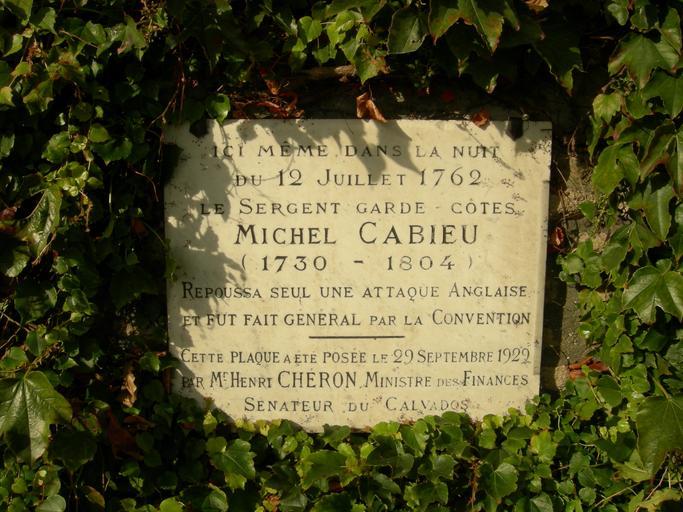 ICI MÊME DANS LA NUIT
DU 12 JUILLET 1762
LE SERGENT GARDE-CÔTES
MICHEL CABIEU
(1730 - 1804)
REPOUSSA SEUL UNE ATTAQUE ANGLAISE
ET FUT FAIT GÉNÉRAL PAR LA CONVENTION
CETTE PLAQUE A ÉTÉ POSÉE LE 29 SEPTEMBRE 1929
PAR MR HENRI CHÉRON, MINISTRE DES FINANCES
SÉNATEUR DU CALVADOS